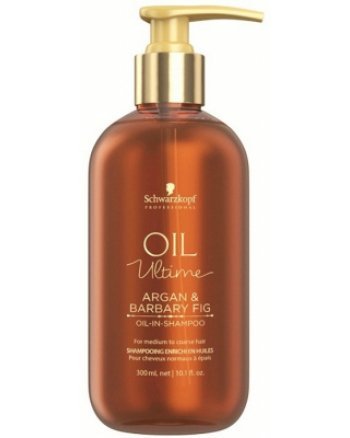 Schwarzkopf
PROFESSIONAL
OIL
Ultime
ARGAN &
BARBARY FIG
OIL-IN-SHAMPOO
For medium to coarse hair
SHAMPOOING ENRICHI EN HUILES
Pour cheveux normaux à épais
300 mL net | 10.1 fl. oz.